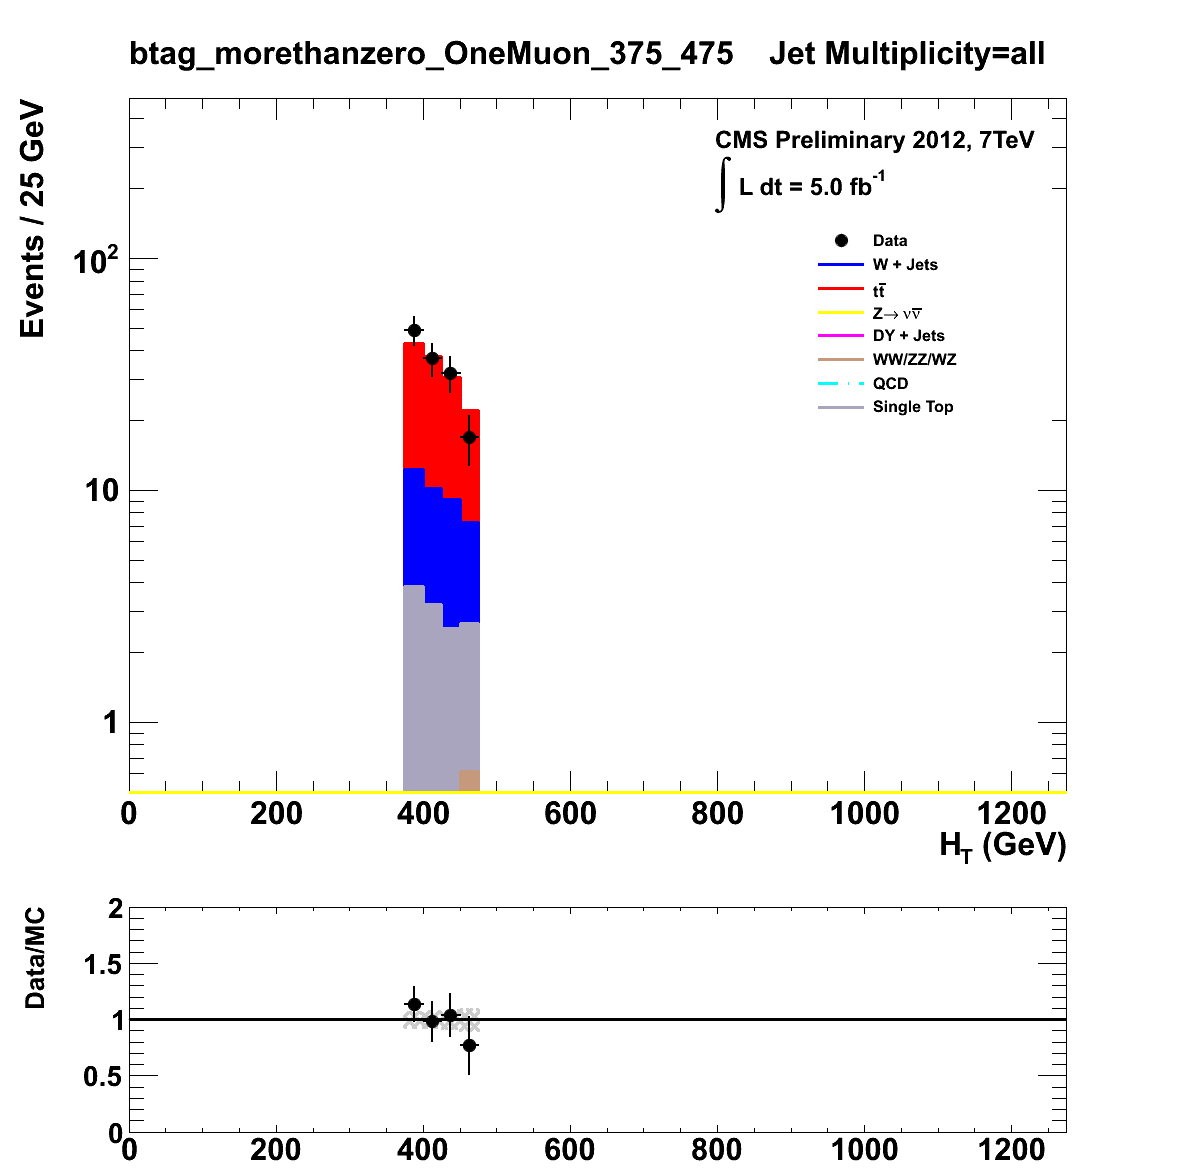 btag_morethanzero_OneMuon_375_475 Jet Multiplicity=all
Events / 25 GeV
CMS Preliminary 2012, 7TeV
∫ L dt = 5.0 fb⁻¹
Data
W + Jets
tt̅
Z→ νν̅
DY + Jets
WW/ZZ/WZ
QCD
Single Top
10²
10
1
0 200 400 600 800 1000 1200
H_T (GeV)
Data/MC
2
1.5
1
0.5
0
0 200 400 600 800 1000 1200